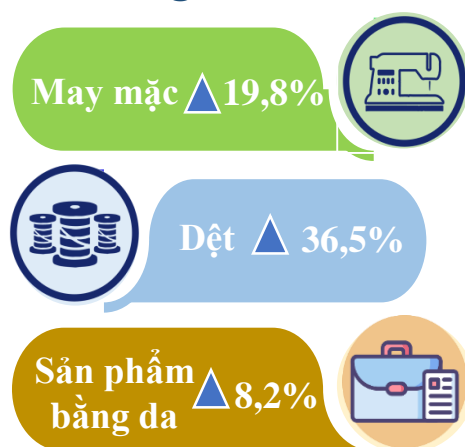 May mặc ▲ 19,8%
Dệt ▲ 36,5%
Sản phẩm
bằng da ▲ 8,2%